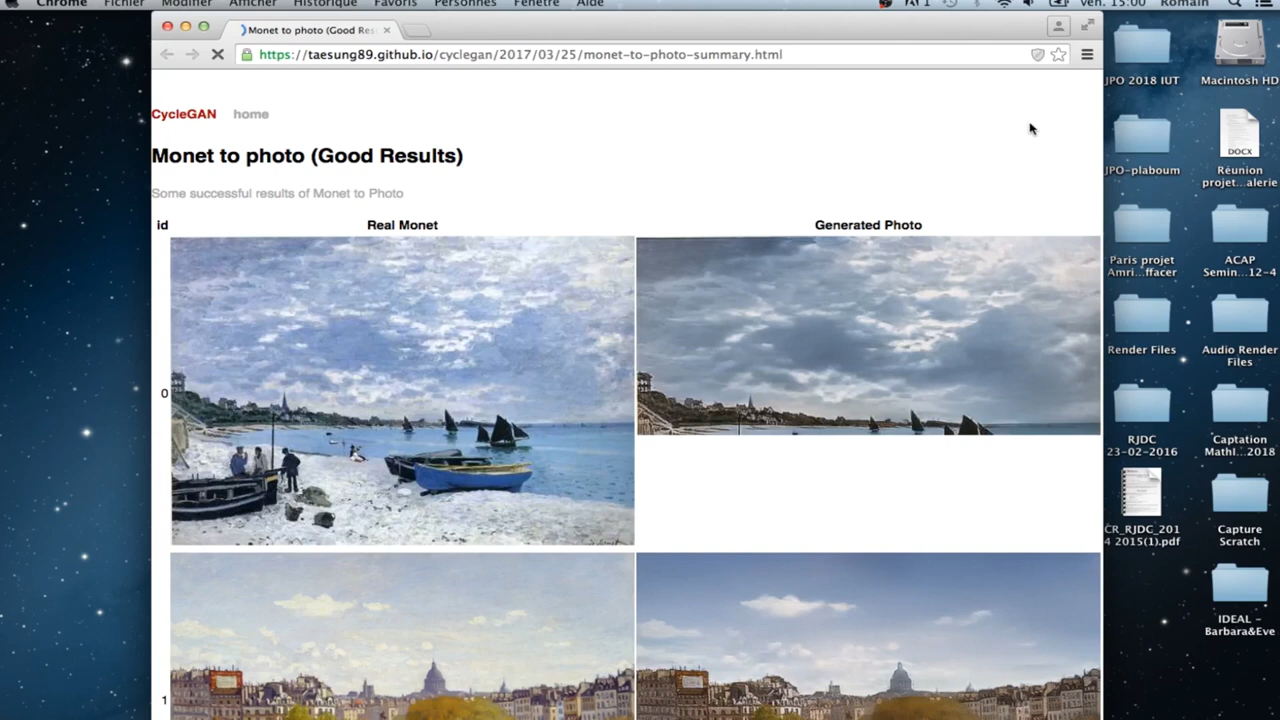 Chrome Fichier Modifier Afficher Historique Favoris Personnes Fenêtre Aide
ven. 15:00 Romain
Monet to photo (Good Res
https://taesung89.github.io/cyclegan/2017/03/25/monet-to-photo-summary.html
CycleGAN home
Monet to photo (Good Results)
Some successful results of Monet to Photo
id Real Monet Generated Photo
0
1
JPO 2018 IUT
Macintosh HD
JPO-plaboum
DOCX
Réunion
projet...alerie
Paris projet
Amri...ffacer
ACAP
Semin...12-4
Render Files
Audio Render
Files
RJDC
23-02-2016
Captation
MathI...2018
CR_RJDC_201
4 2015(1).pdf
Capture
Scratch
IDEAL -
Barbara&Eve